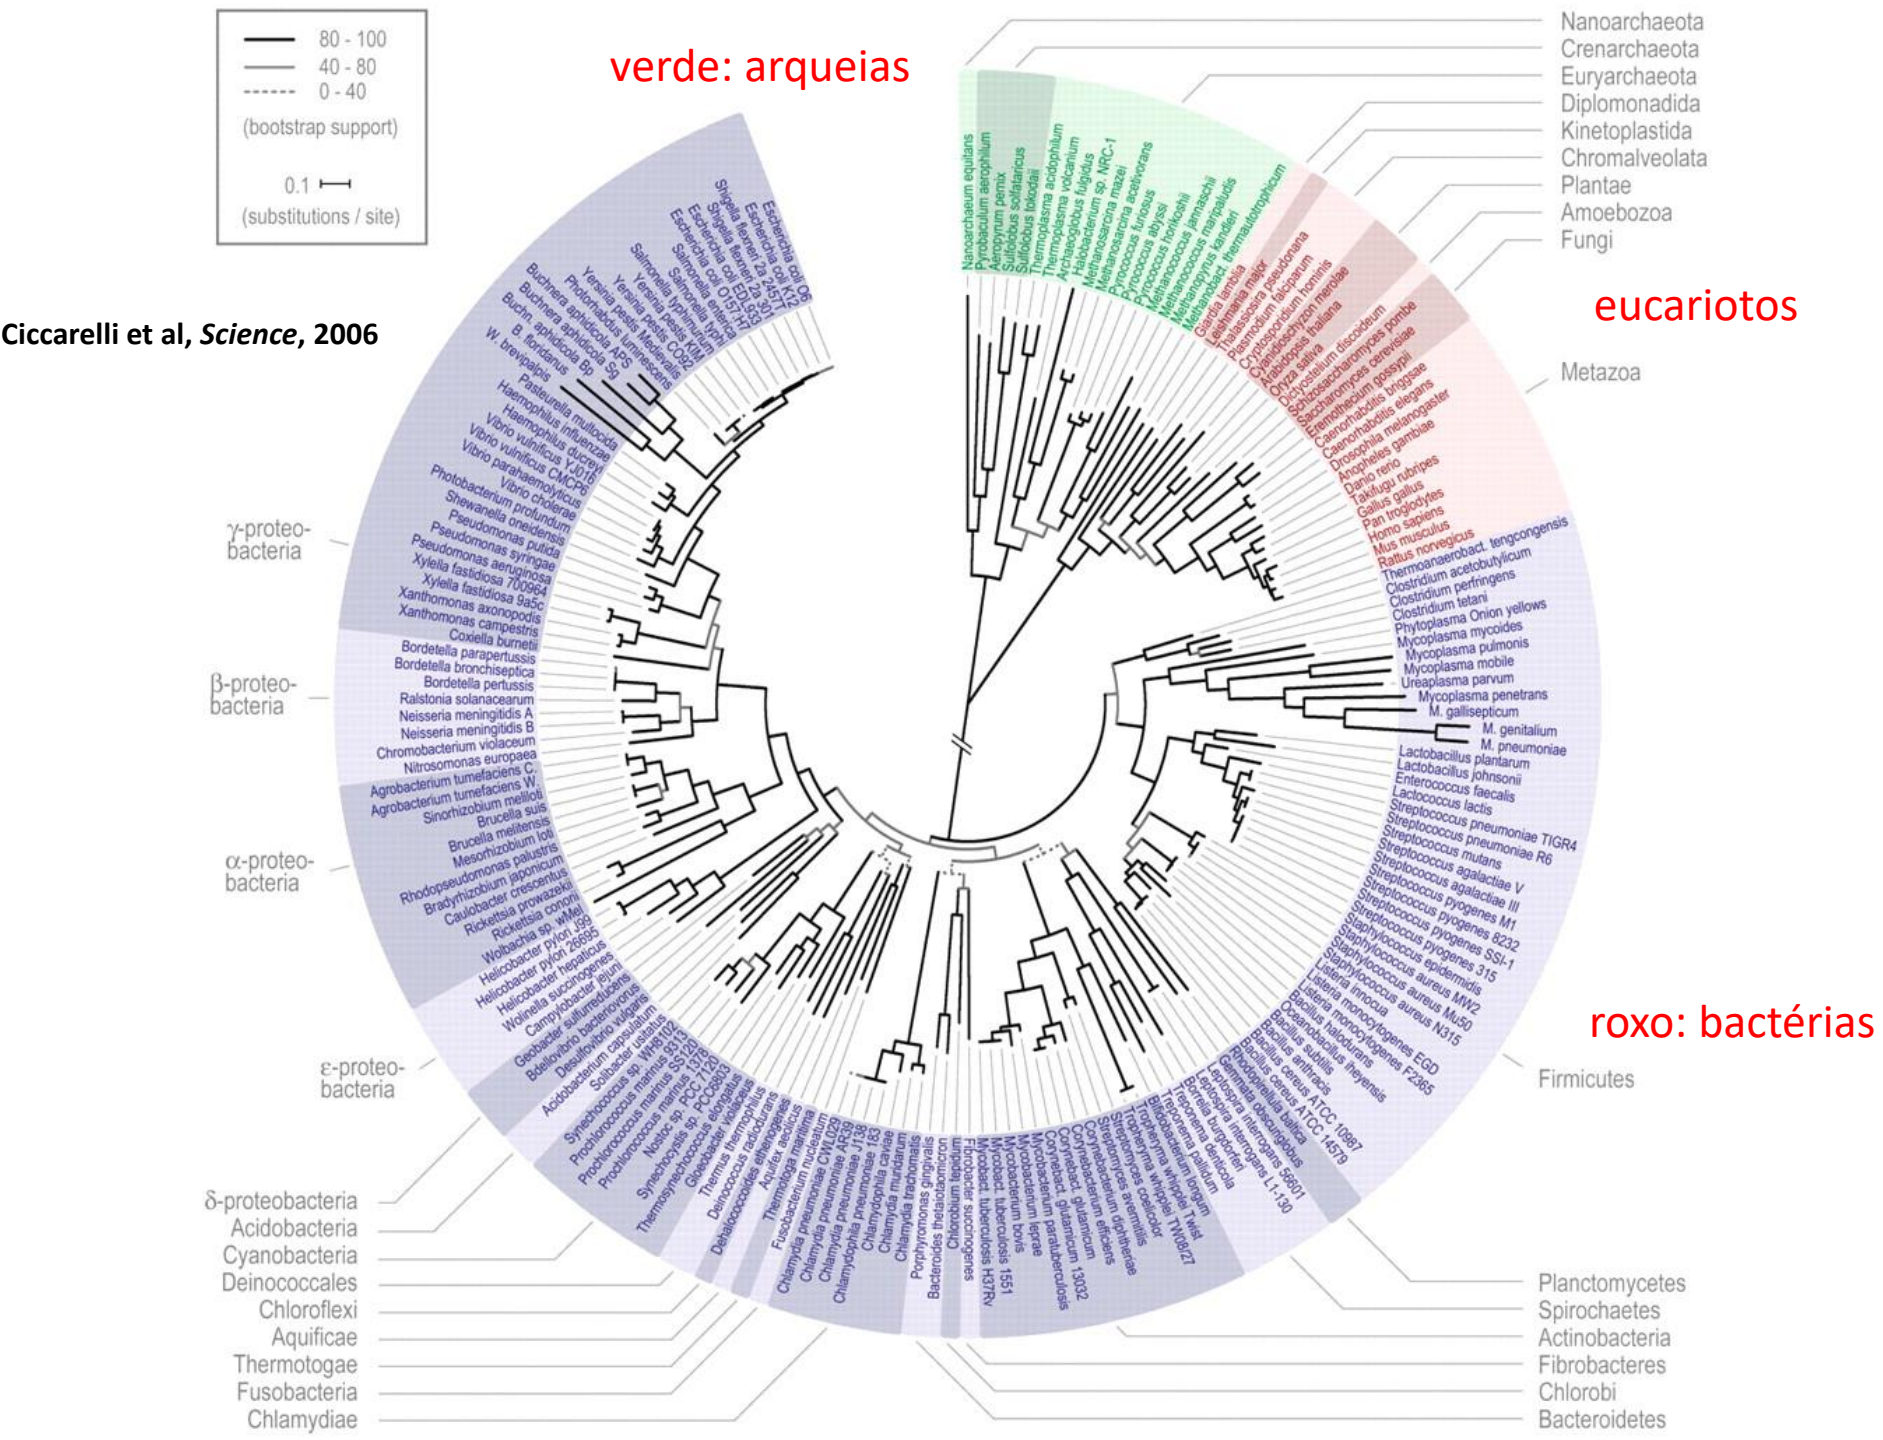 80 - 100
40 - 80
0 - 40
(bootstrap support)
0.1
(substitutions / site)
verde: arqueias
Ciccarelli et al, Science, 2006
eucariotos
roxo: bactérias
Nanoarchaeota
Crenarchaeota
Euryarchaeota
Diplomonadida
Kinetoplastida
Chromalveolata
Plantae
Amoebozoa
Fungi
Metazoa
Firmicutes
Planctomycetes
Spirochaetes
Actinobacteria
Fibrobacteres
Chlorobi
Bacteroidetes
γ-proteo-
bacteria
β-proteo-
bacteria
α-proteo-
bacteria
ε-proteo-
bacteria
δ-proteobacteria
Acidobacteria
Cyanobacteria
Deinococcales
Chloroflexi
Aquificae
Thermotogae
Fusobacteria
Chlamydiae
Nanoarchaeum equitans
Pyrobaculum aerophilum
Aeropyrum pernix
Sulfolobus solfataricus
Sulfolobus tokodaii
Thermoplasma acidophilum
Thermoplasma volcanium
Archaeoglobus fulgidus
Halobacterium sp. NRC-1
Methanosarcina mazei
Methanosarcina acetivorans
Pyrococcus furiosus
Pyrococcus abyssi
Pyrococcus horikoshii
Methanococcus jannaschii
Methanococcus maripaludis
Methanopyrus kandleri
Methanobact. thermautotrophicum
Giardia lamblia
Leishmania major
Thalassiosira pseudonana
Plasmodium falciparum
Cryptosporidium hominis
Cyanidioschyzon merolae
Arabidopsis thaliana
Oryza sativa
Dictyostelium discoideum
Schizosaccharomyces pombe
Saccharomyces cerevisiae
Eremothecium gossypii
Caenorhabditis briggsae
Caenorhabditis elegans
Drosophila melanogaster
Anopheles gambiae
Danio rerio
Takifugu rubripes
Gallus gallus
Pan troglodytes
Homo sapiens
Mus musculus
Rattus norvegicus
Thermoanaerobact. tengcongensis
Clostridium acetobutylicum
Clostridium perfringens
Clostridium tetani
Phytoplasma Onion yellows
Mycoplasma mycoides
Mycoplasma pulmonis
Mycoplasma mobile
Ureaplasma parvum
Mycoplasma penetrans
M. gallisepticum
M. genitalium
M. pneumoniae
Lactobacillus plantarum
Lactobacillus johnsonii
Enterococcus faecalis
Lactococcus lactis
Streptococcus pneumoniae TIGR4
Streptococcus pneumoniae R6
Streptococcus mutans
Streptococcus agalactiae V
Streptococcus agalactiae III
Streptococcus pyogenes M1
Streptococcus pyogenes 8232
Streptococcus pyogenes SSI-1
Streptococcus pyogenes 315
Staphylococcus epidermidis
Staphylococcus aureus MW2
Staphylococcus aureus Mu50
Staphylococcus aureus N315
Listeria innocua
Listeria monocytogenes EGD
Listeria monocytogenes F2365
Bacillus halodurans
Oceanobacillus iheyensis
Bacillus subtilis
Bacillus anthracis
Bacillus cereus ATCC 10987
Bacillus cereus ATCC 14579
Rhodopirellula baltica
Gemmata obscuriglobus
Leptospira interrogans 56601
Leptospira interrogans L1-130
Borrelia burgdorferi
Treponema denticola
Treponema pallidum
Bifidobacterium longum
Tropheryma whipplei Twist
Tropheryma whipplei TW08/27
Streptomyces avermitilis
Streptomyces coelicolor
Corynebacterium diphtheriae
Corynebacterium efficiens
Corynebact. glutamicum
Corynebact. glutamicum 13032
Mycobacterium paratuberculosis
Mycobacterium leprae
Mycobacterium bovis
Mycobact. tuberculosis 1551
Mycobact. tuberculosis H37Rv
Fibrobacter succinogenes
Chlorobium tepidum
Bacteroides thetaiotaomicron
Porphyromonas gingivalis
Chlamydia trachomatis
Chlamydia muridarum
Chlamydophila caviae
Chlamydophila pneumoniae 183
Chlamydia pneumoniae J138
Chlamydia pneumoniae AR39
Chlamydia pneumoniae CWL029
Fusobacterium nucleatum
Thermotoga maritima
Aquifex aeolicus
Dehalococcoides ethenogenes
Deinococcus radiodurans
Thermus thermophilus
Gloeobacter violaceus
Thermosynechococcus elongatus
Synechocystis sp. PCC6803
Nostoc sp. PCC 7120
Prochlorococcus marinus 1378
Prochlorococcus marinus SS120
Prochlorococcus marinus 9313
Synechococcus sp. WH8102
Solibacter usitatus
Acidobacterium capsulatum
Desulfovibrio vulgaris
Bdellovibrio bacteriovorus
Geobacter sulfurreducens
Campylobacter jejuni
Wolinella succinogenes
Helicobacter hepaticus
Helicobacter pylori 26695
Helicobacter pylori J99
Wolbachia sp. wMel
Rickettsia conorii
Rickettsia prowazekii
Caulobacter crescentus
Bradyrhizobium japonicum
Rhodopseudomonas palustris
Mesorhizobium loti
Brucella melitensis
Brucella suis
Sinorhizobium meliloti
Agrobacterium tumefaciens W.
Agrobacterium tumefaciens C.
Nitrosomonas europaea
Chromobacterium violaceum
Neisseria meningitidis B
Neisseria meningitidis A
Ralstonia solanacearum
Bordetella pertussis
Bordetella bronchiseptica
Bordetella parapertussis
Coxiella burnetii
Xanthomonas campestris
Xanthomonas axonopodis
Xylella fastidiosa 9a5c
Xylella fastidiosa 700964
Pseudomonas aeruginosa
Pseudomonas syringae
Pseudomonas putida
Shewanella oneidensis
Photobacterium profundum
Vibrio cholerae
Vibrio parahaemolyticus
Vibrio vulnificus CMCP6
Vibrio vulnificus YJ016
Haemophilus ducreyi
Haemophilus influenzae
Pasteurella multocida
W. brevipalpis
B. floridanus
Buchn. aphidicola Bp
Buchnera aphidicola Sg
Buchnera aphidicola APS
Photorhabdus luminescens
Yersinia pestis Medievalis
Yersinia pestis CO92
Yersinia pestis KIM
Salmonella typhimurium
Salmonella enterica
Salmonella typhi
Escherichia coli O157:H7
Escherichia coli EDL933
Shigella flexneri 2a 301
Shigella flexneri 2a 2457T
Escherichia coli K12
Escherichia coli O6